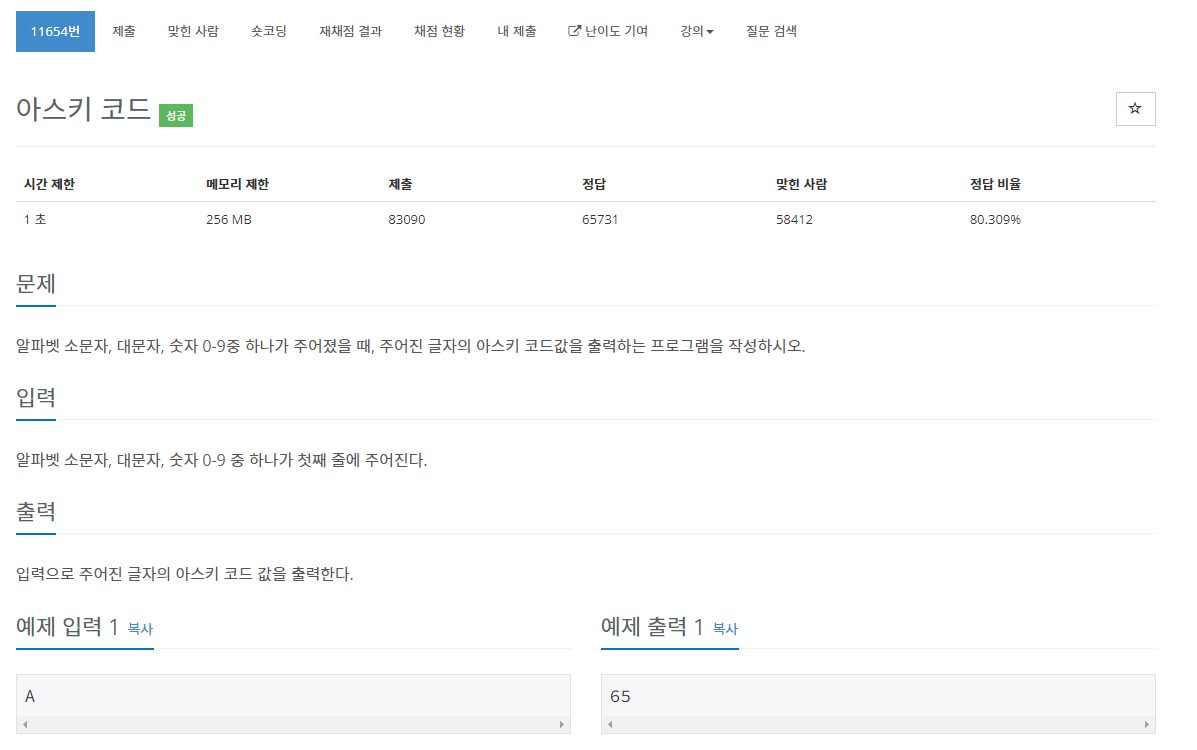 11654번 제출 맞힌 사람 숏코딩 재채점 결과 채점 현황 내 제출 난이도 기여 강의 질문 검색
아스키 코드 성공
시간 제한 메모리 제한 제출 정답 맞힌 사람 정답 비율
1 초 256 MB 83090 65731 58412 80.309%
문제
알파벳 소문자, 대문자, 숫자 0-9중 하나가 주어졌을 때, 주어진 글자의 아스키 코드값을 출력하는 프로그램을 작성하시오.
입력
알파벳 소문자, 대문자, 숫자 0-9 중 하나가 첫째 줄에 주어진다.
출력
입력으로 주어진 글자의 아스키 코드 값을 출력한다.
예제 입력 1 복사
A
예제 출력 1 복사
65